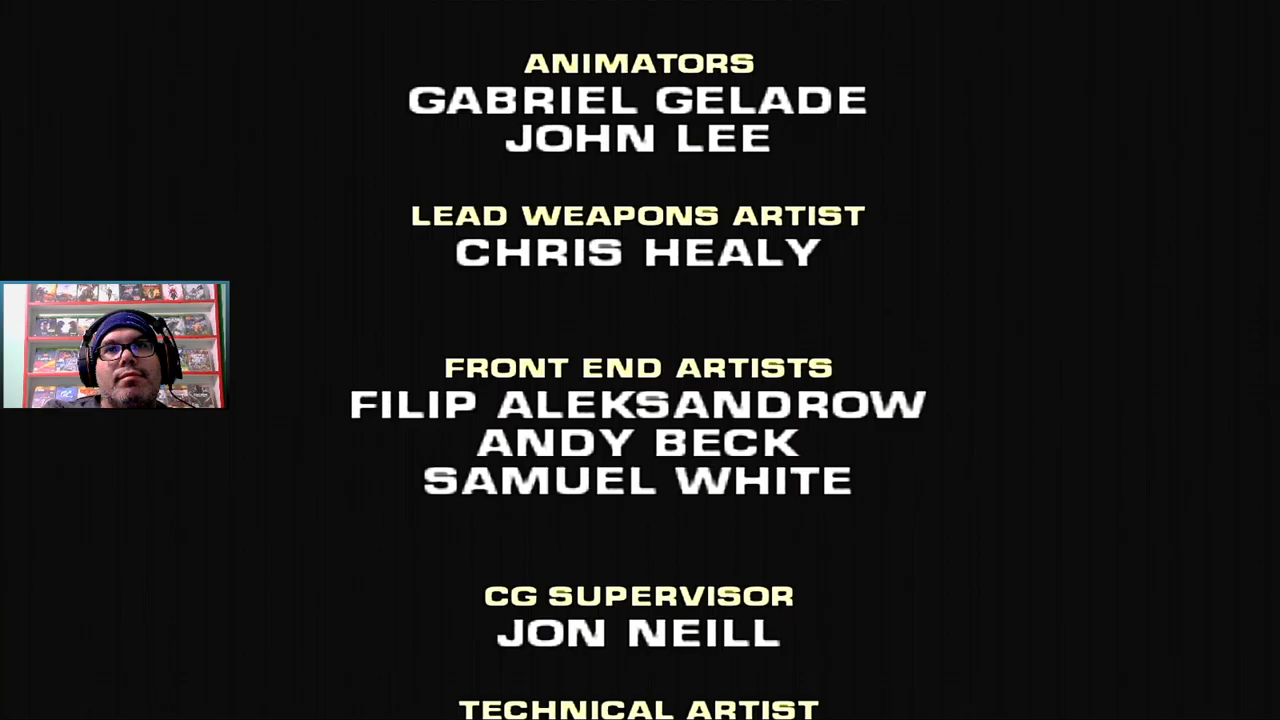 ANIMATORS
GABRIEL GELADE
JOHN LEE
LEAD WEAPONS ARTIST
CHRIS HEALY
FRONT END ARTISTS
FILIP ALEKSANDROW
ANDY BECK
SAMUEL WHITE
CG SUPERVISOR
JON NEILL
TECHNICAL ARTIST